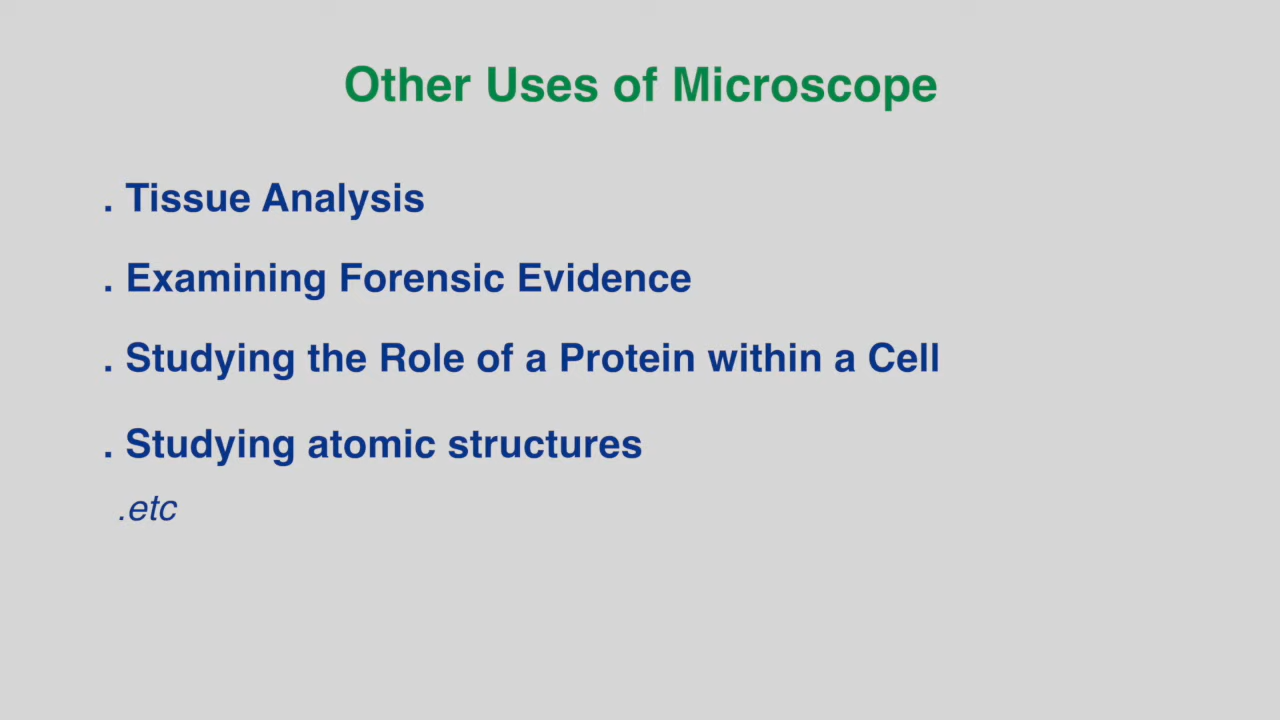 Other Uses of Microscope
. Tissue Analysis
. Examining Forensic Evidence
. Studying the Role of a Protein within a Cell
. Studying atomic structures
.etc